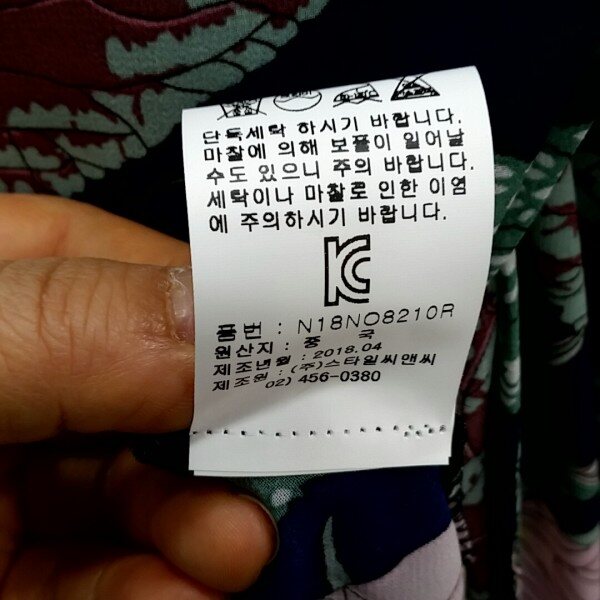 단독세탁 하시기 바랍니다.
마찰에 의해 보풀이 일어날
수도 있으니 주의 바랍니다.
세탁이나 마찰로 인한 이염
에 주의하시기 바랍니다.
KC
품번 : N18NO8210R
원산지 : 중 국
제조년월 : 2018.04
제조원 : (주)스타일씨앤씨
02) 456-0380